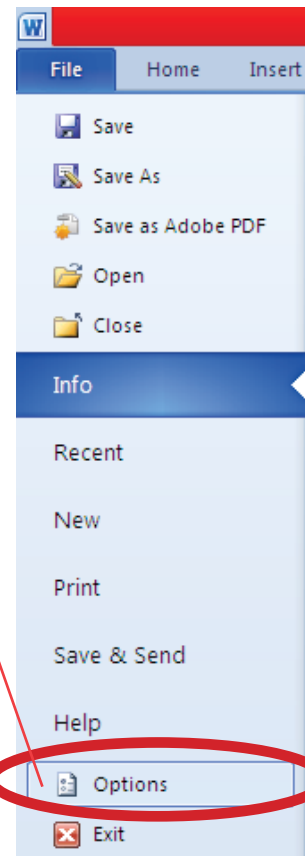 W
File Home Insert
Save
Save As
Save as Adobe PDF
Open
Close
Info
Recent
New
Print
Save & Send
Help
Options
Exit